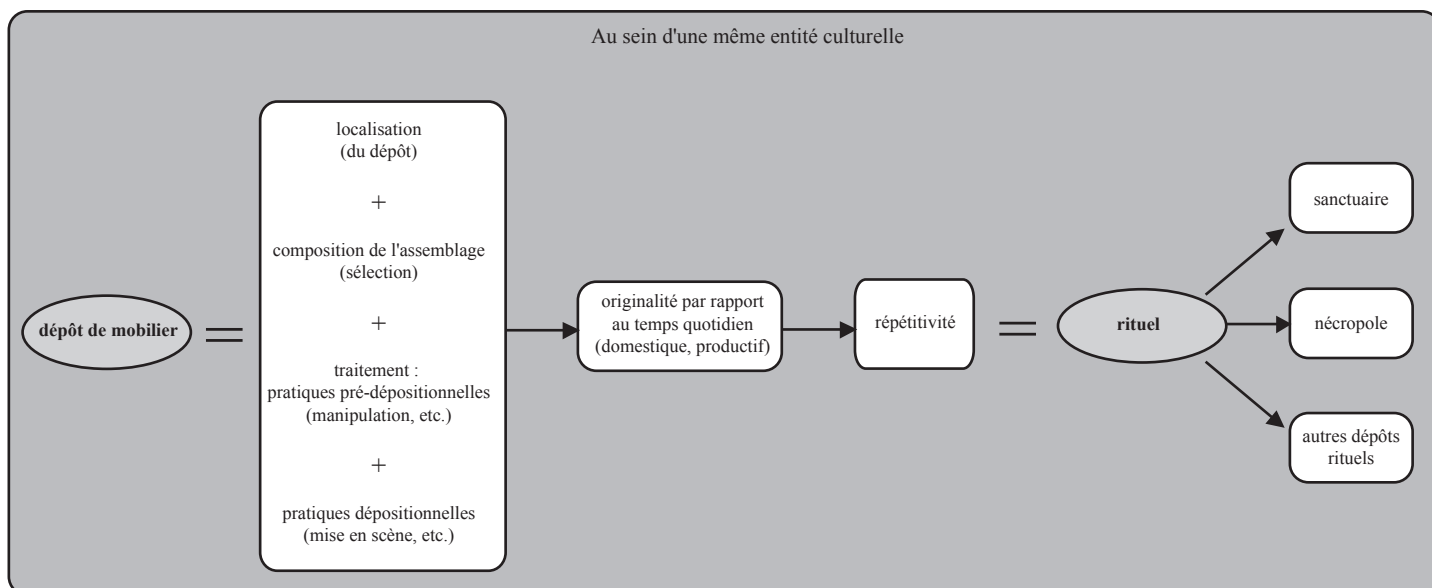 Au sein d'une même entité culturelle
dépôt de mobilier
=
localisation
(du dépôt)
+
composition de l'assemblage
(sélection)
+
traitement :
pratiques pré-dépositionnelles
(manipulation, etc.)
+
pratiques dépositionnelles
(mise en scène, etc.)
originalité par rapport
au temps quotidien
(domestique, productif)
répétitivité
=
rituel
sanctuaire
nécropole
autres dépôts
rituels